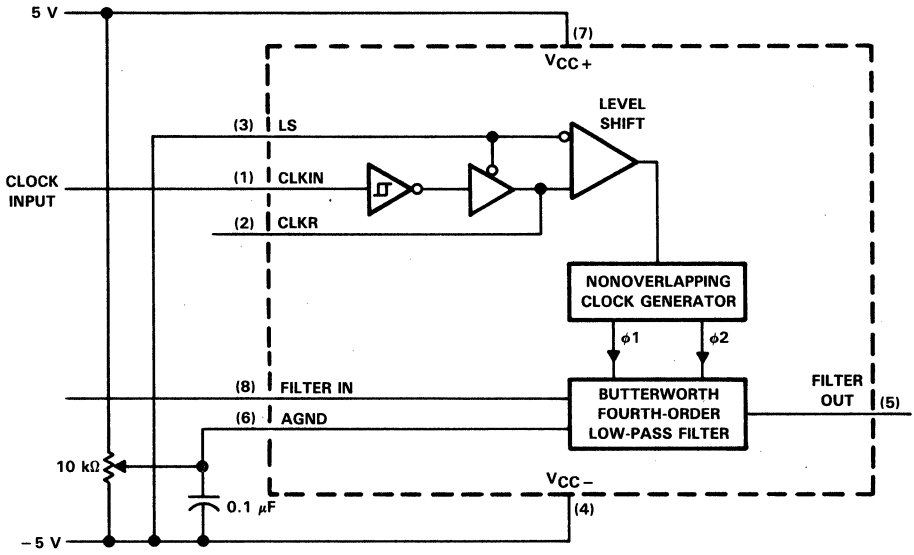 5 V
(7)
VCC+
LEVEL
SHIFT
(3) LS
CLOCK
INPUT
(1) CLKIN
(2) CLKR
NONOVERLAPPING
CLOCK GENERATOR
ϕ1
ϕ2
(8) FILTER IN
(6) AGND
BUTTERWORTH
FOURTH-ORDER
LOW-PASS FILTER
FILTER
OUT
(5)
10 kΩ
0.1 μF
VCC−
(4)
−5 V